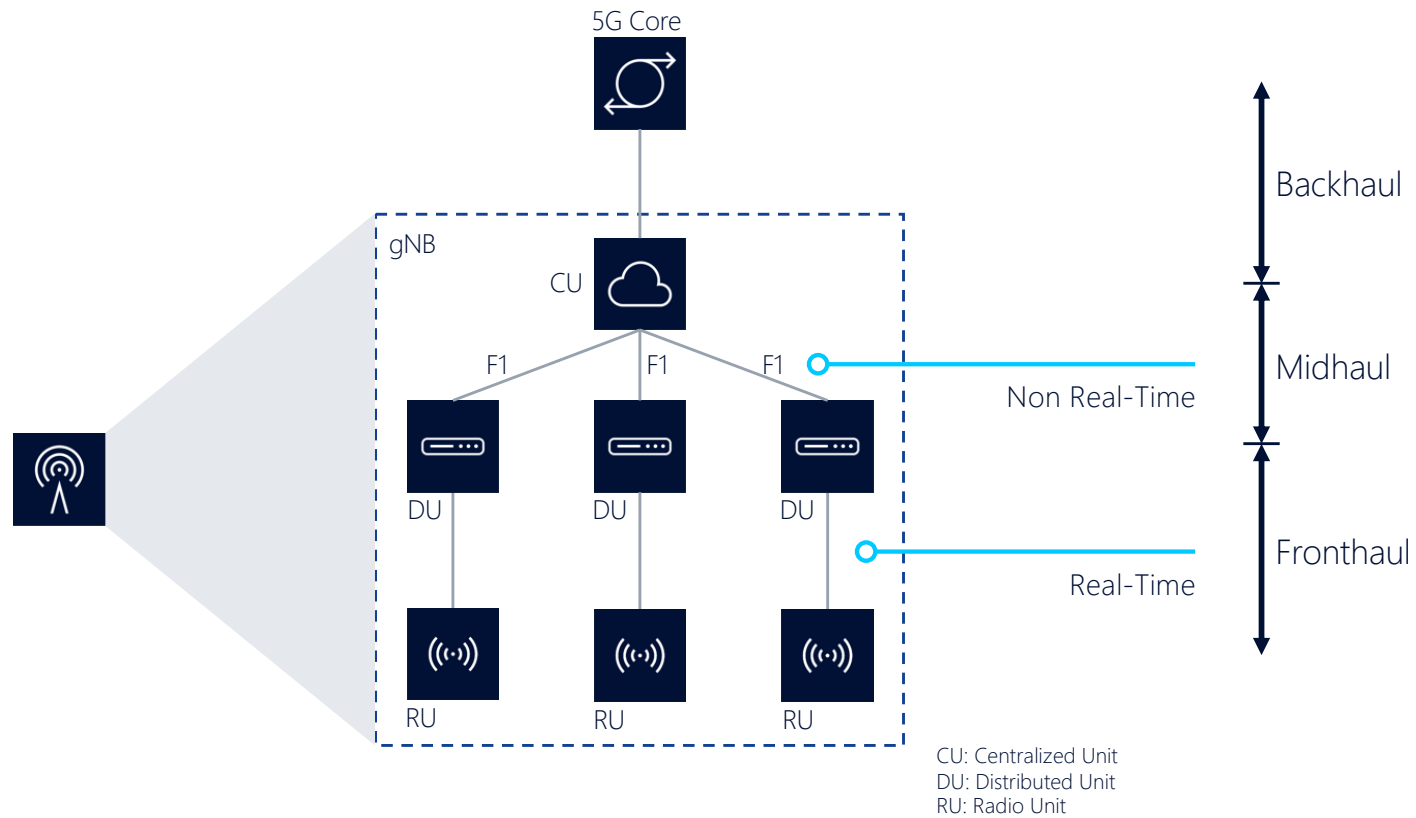 5G Core
Backhaul
gNB
CU
F1
F1
F1
Midhaul
Non Real-Time
DU
DU
DU
Fronthaul
Real-Time
RU
RU
RU
CU: Centralized Unit
DU: Distributed Unit
RU: Radio Unit